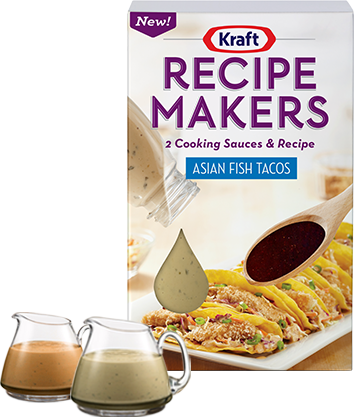 New!
Kraft
RECIPE
MAKERS
2 Cooking Sauces & Recipe
ASIAN FISH TACOS